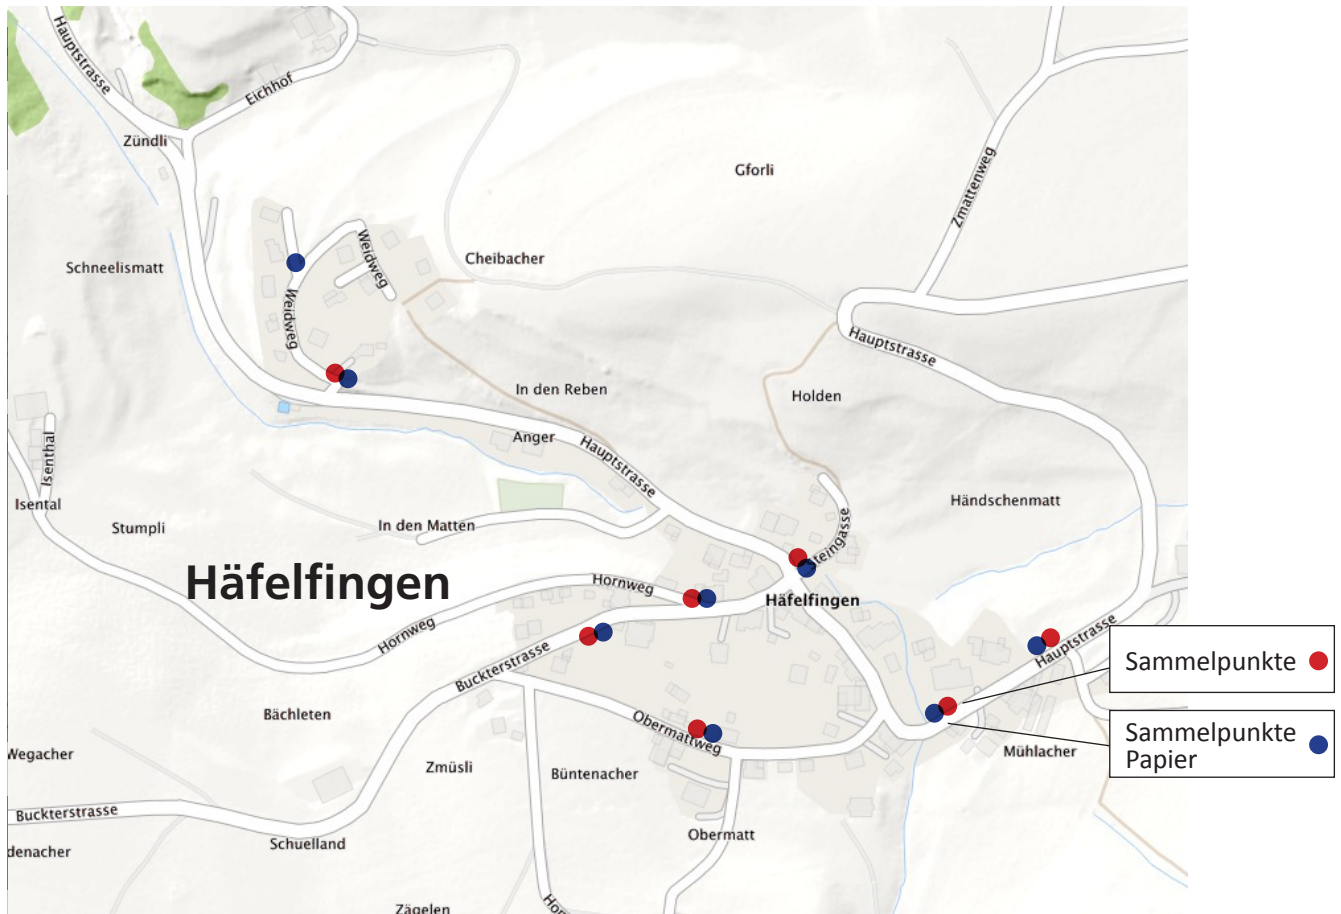 Hauptstrasse
Eichhof
Zündli
Gforli
Zmattenweg
Weidweg
Cheibacher
Schneelismatt
Weidweg
Hauptstrasse
In den Reben
Holden
Anger
Hauptstrasse
Isenthal
Isental
Händschenmatt
Stumpli
In den Matten
Steingasse
Häfelfingen
Hornweg
Häfelfingen
Hornweg
Hauptstrasse
Sammelpunkte
Buckterstrasse
Bächleten
Obermattweg
Sammelpunkte
Papier
Wegacher
Zmüsli
Büntenacher
Mühlacher
Buckterstrasse
Obermatt
Schuelland
denacher
Zägelen
Hor